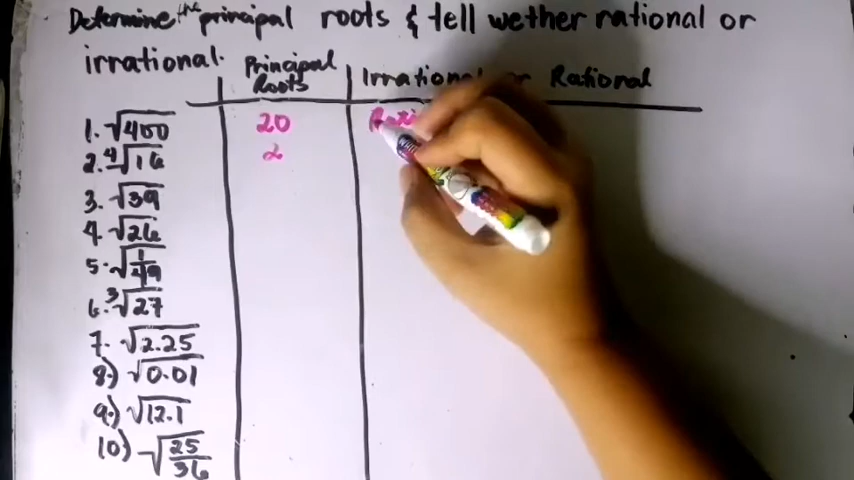 Determine the principal roots & tell wether rational or
irrational.
Principal Roots Irrational or Rational
1. √400 20
2. ⁴√16 2
3. √39
4. √26
5. √1/49
6. ³√27
7. √2.25
8.) √0.01
9.) √12.1
10.) √25/36